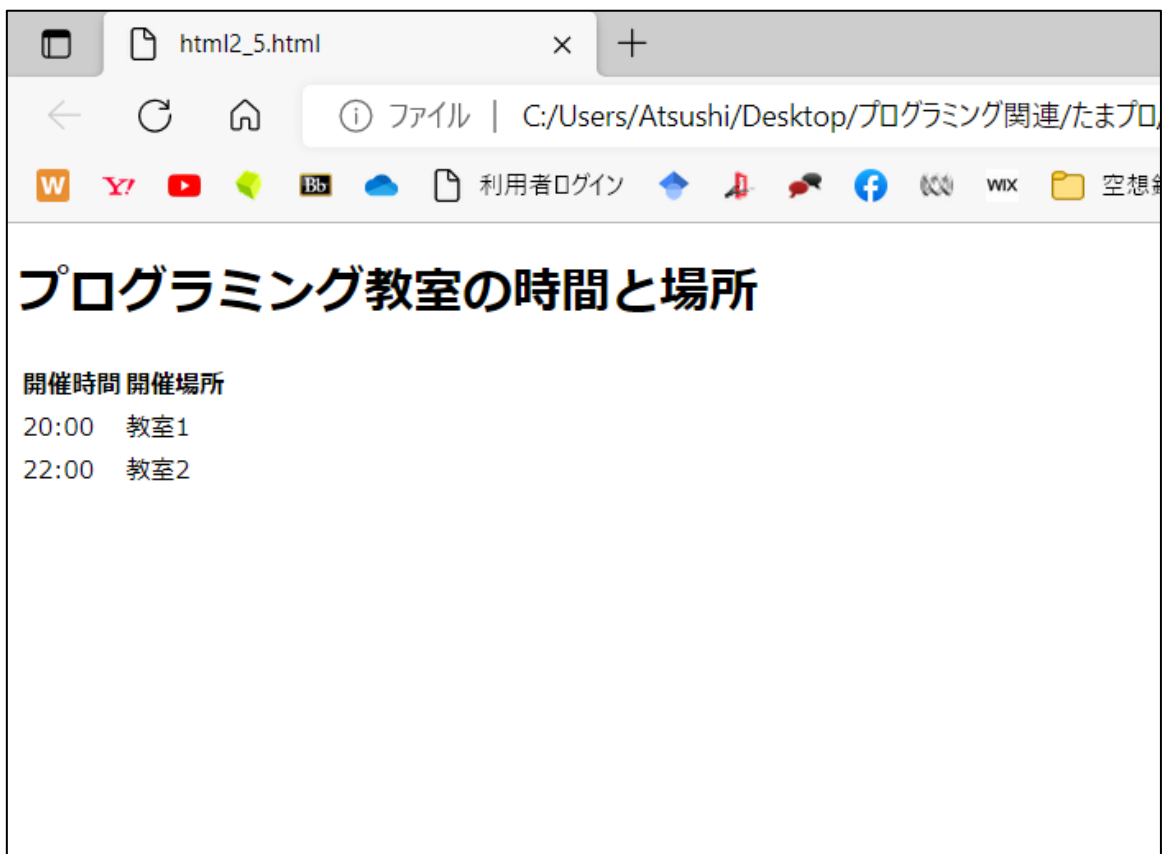 html2_5.html
ファイル | C:/Users/Atsushi/Desktop/プログラミング関連/たまプロ/
W Y! Bb 利用者ログイン WIX 空想
プログラミング教室の時間と場所
開催時間 開催場所
20:00 教室1
22:00 教室2